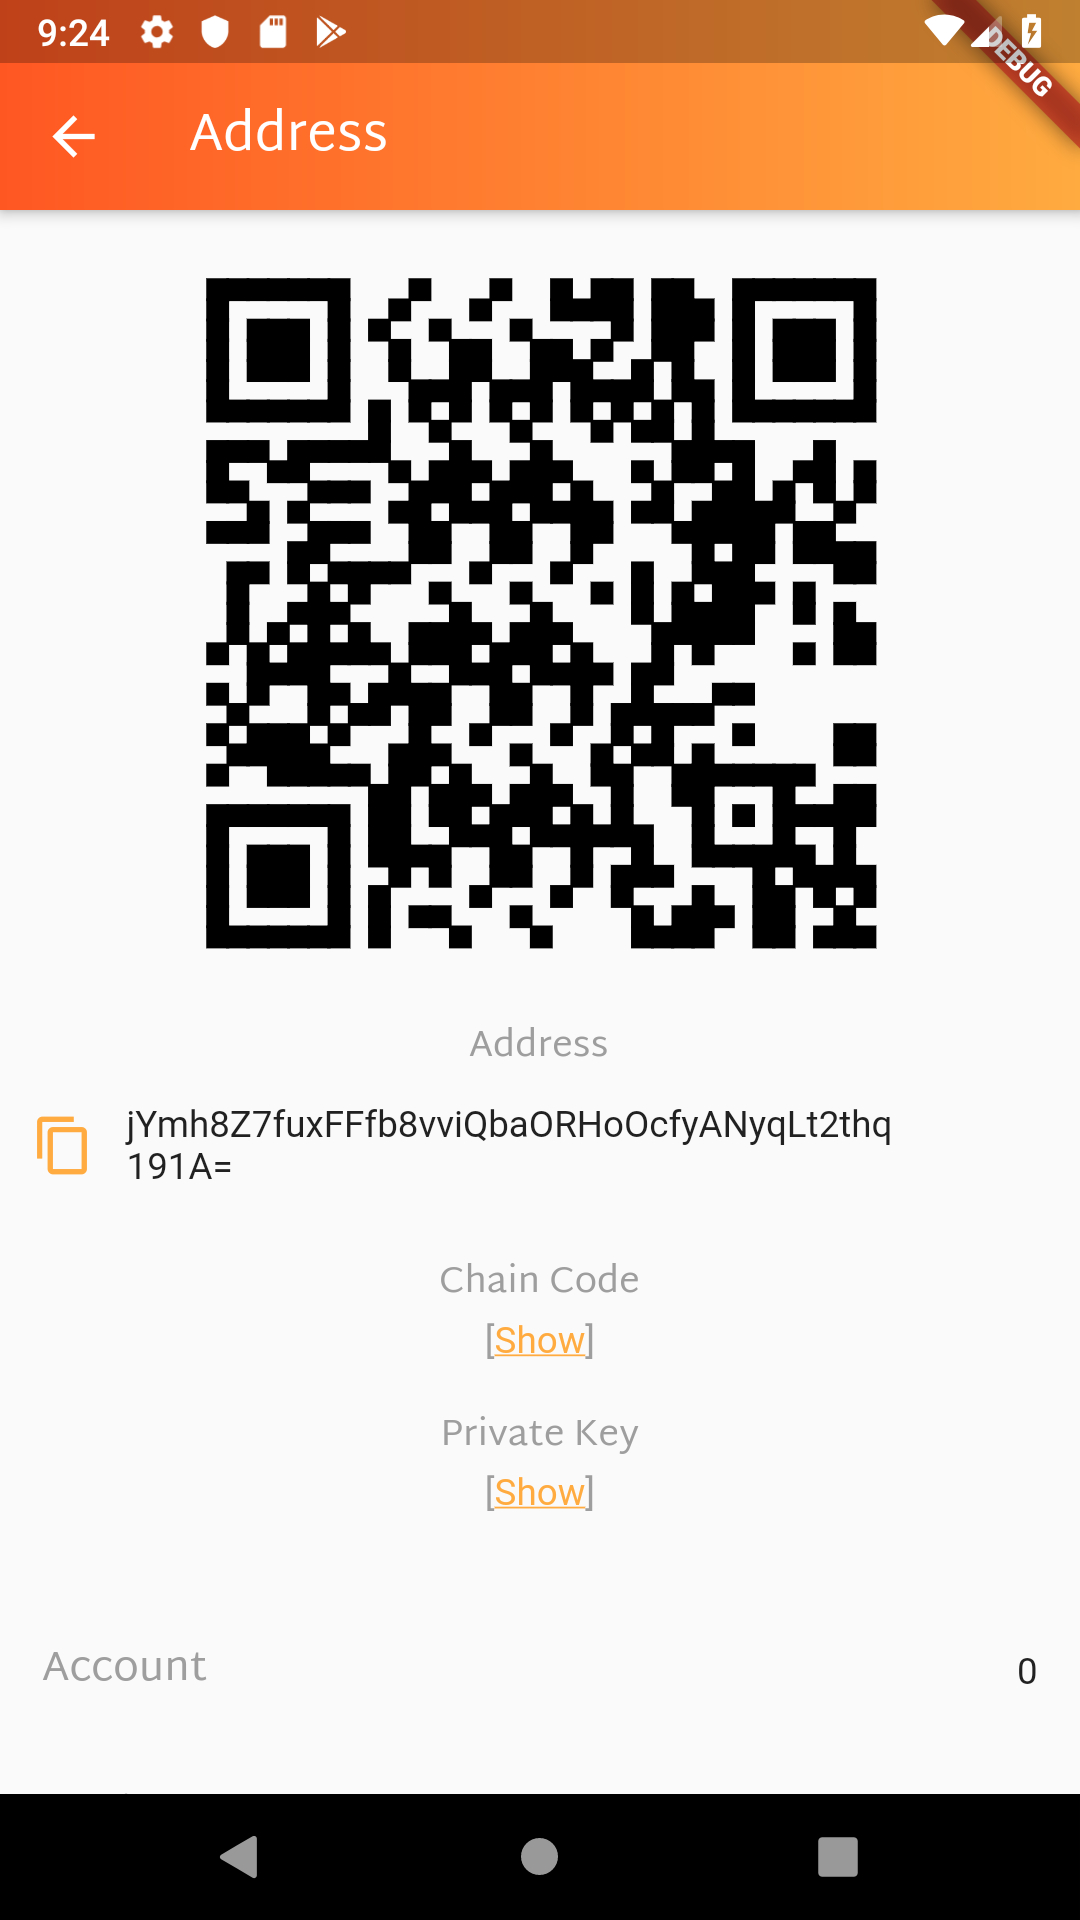 9:24
DEBUG
Address
Address
jYmh8Z7fuxFFfb8vviQbaORHoOcfyANyqLt2thq
191A=
Chain Code
[Show]
Private Key
[Show]
Account 0